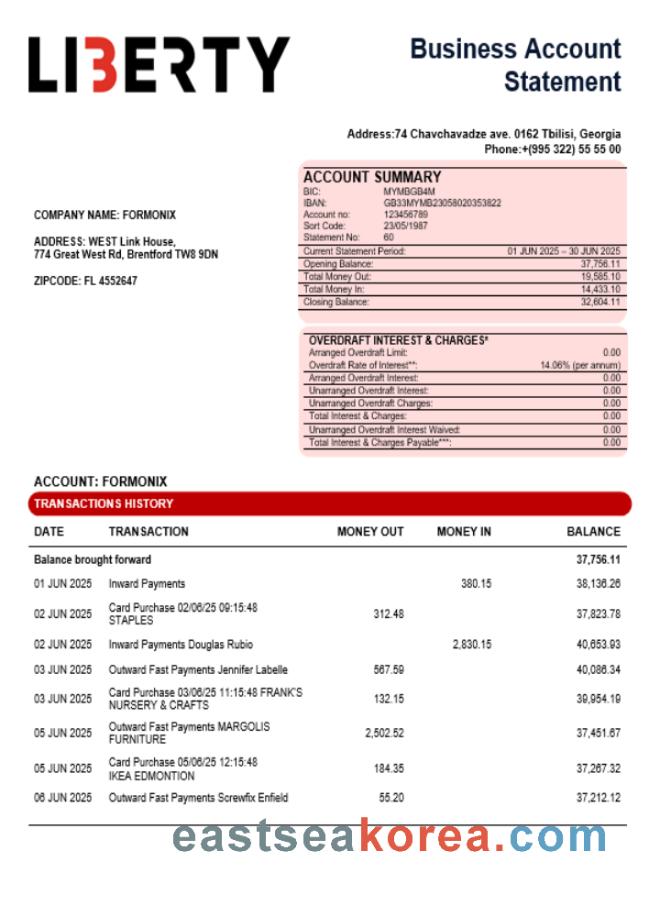 LIBERTY
Business Account
Statement
Address:74 Chavchavadze ave. 0162 Tbilisi, Georgia
Phone:+(995 322) 55 55 00
COMPANY NAME: FORMONIX
ADDRESS: WEST Link House,
774 Great West Rd, Brentford TW8 9DN
ZIPCODE: FL 4552647
ACCOUNT SUMMARY
BIC: MYMBGB4M
IBAN: GB33MYMB23058020353822
Account no: 123456789
Sort Code: 23/05/1987
Statement No: 60
Current Statement Period: 01 JUN 2025 – 30 JUN 2025
Opening Balance: 37,756.11
Total Money Out: 19,585.10
Total Money In: 14,433.10
Closing Balance: 32,604.11
OVERDRAFT INTEREST & CHARGES*
Arranged Overdraft Limit: 0.00
Overdraft Rate of Interest**: 14.06% (per annum)
Arranged Overdraft Interest: 0.00
Unarranged Overdraft Interest: 0.00
Unarranged Overdraft Charges: 0.00
Total Interest & Charges: 0.00
Unarranged Overdraft Interest Waived: 0.00
Total Interest & Charges Payable***: 0.00
ACCOUNT: FORMONIX
TRANSACTIONS HISTORY
DATE TRANSACTION MONEY OUT MONEY IN BALANCE
Balance brought forward 37,756.11
01 JUN 2025 Inward Payments 380.15 38,136.26
02 JUN 2025 Card Purchase 02/06/25 09:15:48
STAPLES 312.48 37,823.78
02 JUN 2025 Inward Payments Douglas Rubio 2,830.15 40,653.93
03 JUN 2025 Outward Fast Payments Jennifer Labelle 567.59 40,086.34
03 JUN 2025 Card Purchase 03/06/25 11:15:48 FRANK'S
NURSERY & CRAFTS 132.15 39,954.19
05 JUN 2025 Outward Fast Payments MARGOLIS
FURNITURE 2,502.52 37,451.67
05 JUN 2025 Card Purchase 05/06/25 12:15:48
IKEA EDMONTION 184.35 37,267.32
06 JUN 2025 Outward Fast Payments Screwfix Enfield 55.20 37,212.12
eastseakorea.com